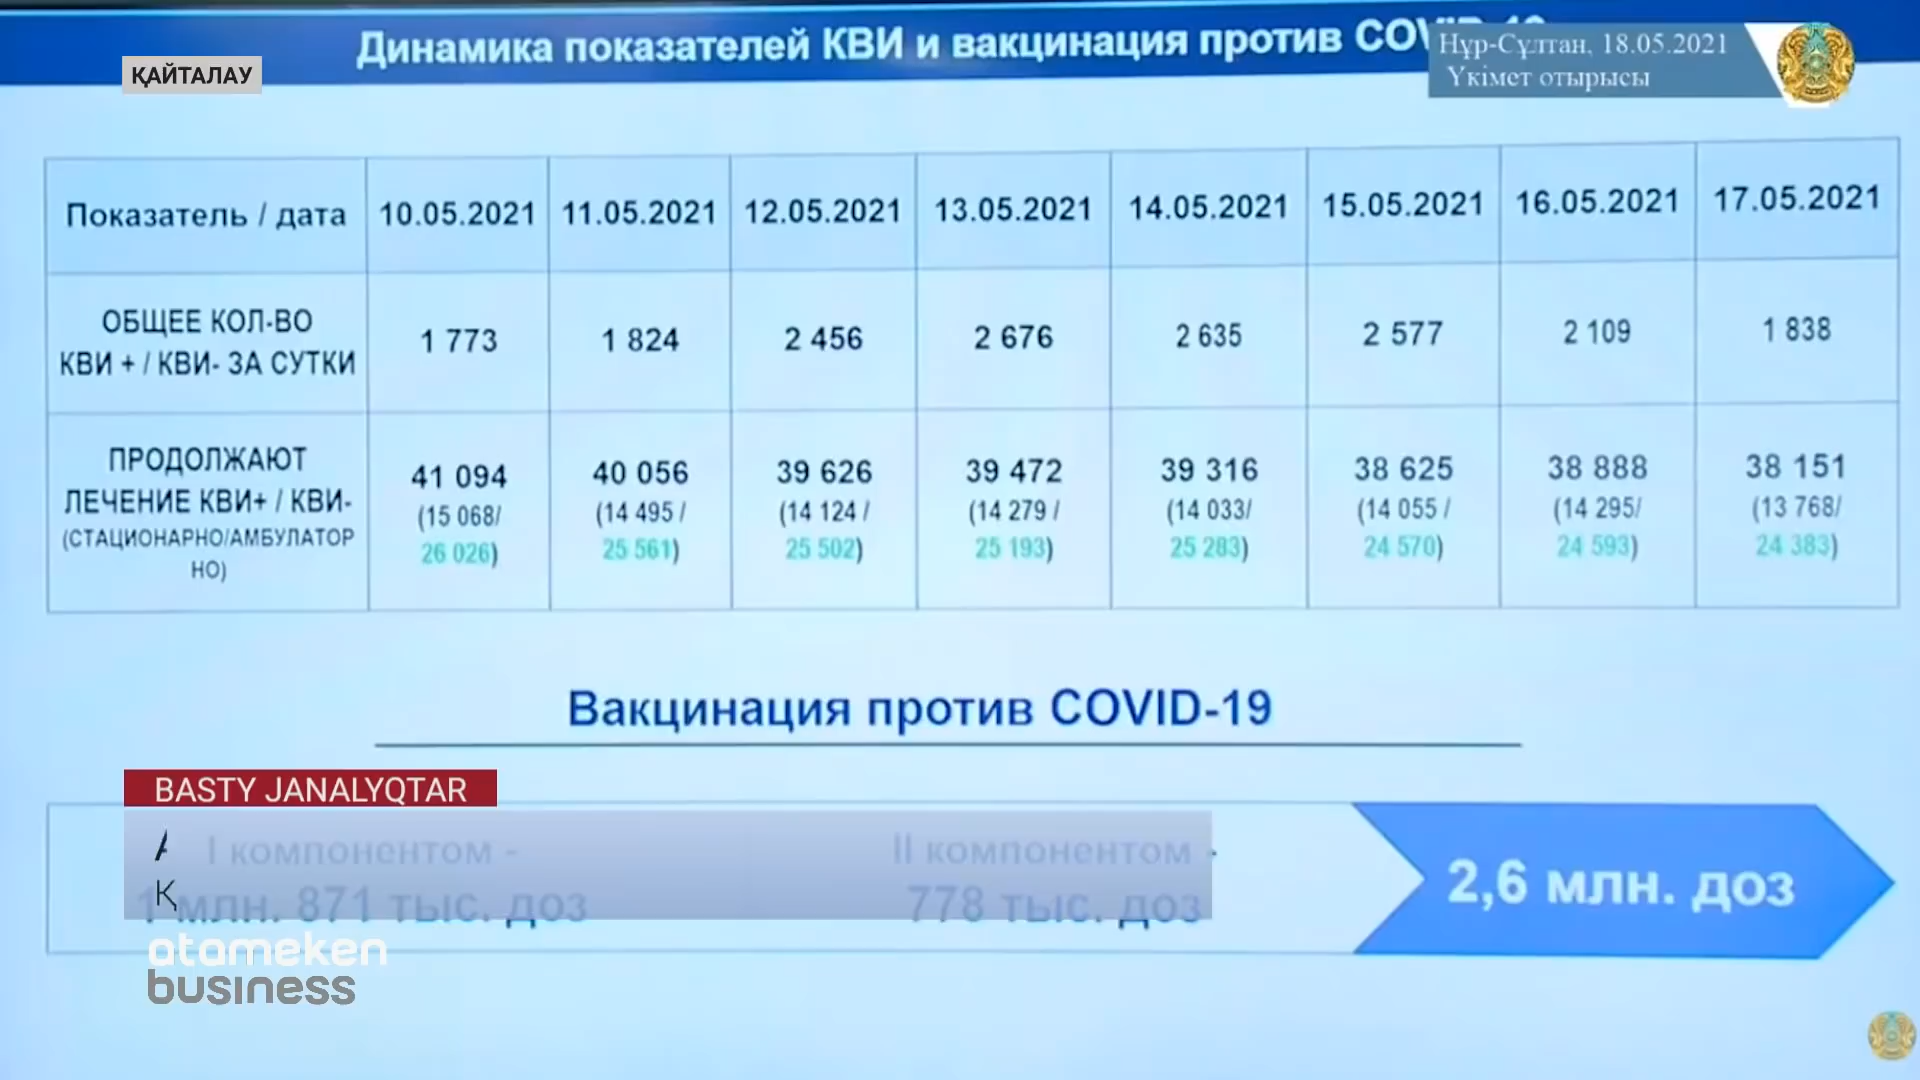 Динамика показателей КВИ и вакцинация против COVID-19
Нұр-Сұлтан, 18.05.2021
Үкімет отырысы
ҚАЙТАЛАУ
Показатель / дата 10.05.2021 11.05.2021 12.05.2021 13.05.2021 14.05.2021 15.05.2021 16.05.2021 17.05.2021
ОБЩЕЕ КОЛ-ВО
КВИ + / КВИ- ЗА СУТКИ 1 773 1 824 2 456 2 676 2 635 2 577 2 109 1 838
ПРОДОЛЖАЮТ
ЛЕЧЕНИЕ КВИ+ / КВИ-
(СТАЦИОНАРНО/АМБУЛАТОР
НО)
41 094 40 056 39 626 39 472 39 316 38 625 38 888 38 151
(15 068/ (14 495 / (14 124 / (14 279 / (14 033/ (14 055 / (14 295/ (13 768/
26 026) 25 561) 25 502) 25 193) 25 283) 24 570) 24 593) 24 383)
Вакцинация против COVID-19
BASTY JANALYQTAR
І компонентом - ІІ компонентом -
1 млн. 871 тыс. доз 778 тыс. доз
2,6 млн. доз
atameken
business